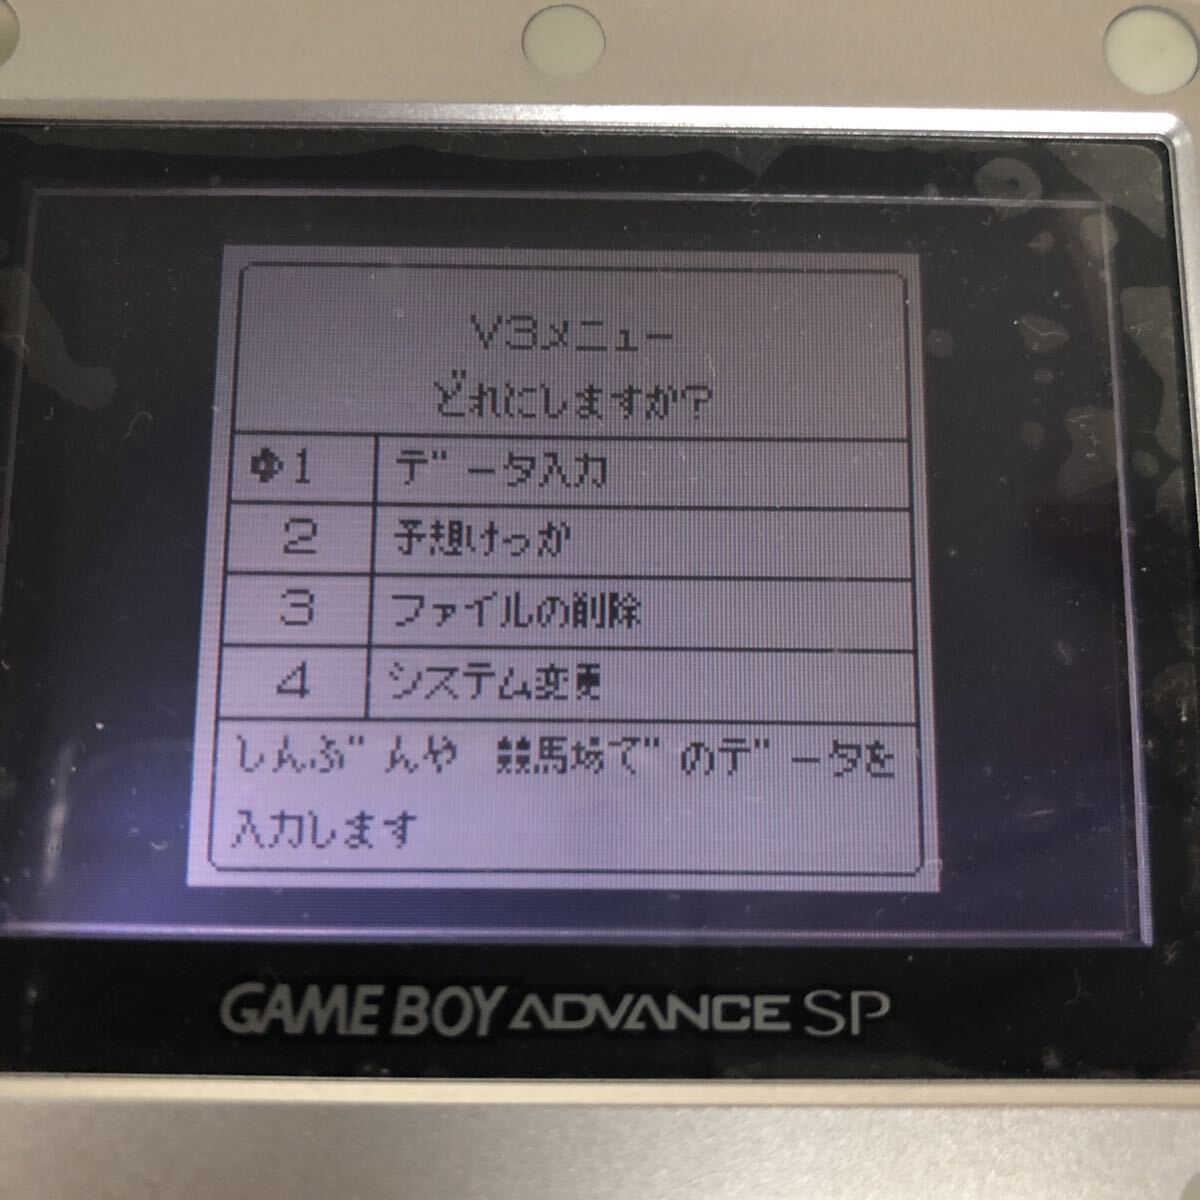 V3メニュー
どれにしますか?
1 データ入力
2 予想けっか
3 ファイルの削除
4 システム変更
しんぶんや 競馬場でのデータを
入力します
GAME BOY ADVANCE SP